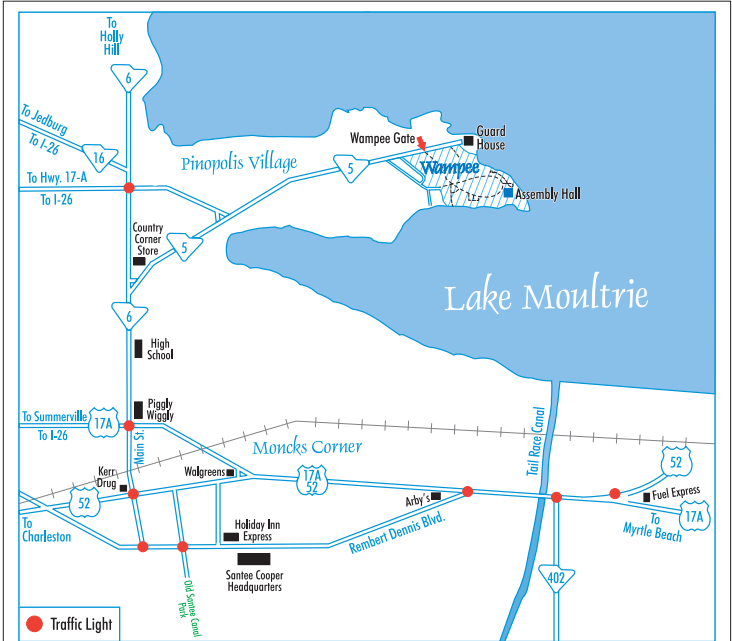 To
Holly
Hill
6
To Jedburg
To I-26
16
Pinopolis Village
Wampee Gate
Guard
House
5
Wampee
Assembly Hall
To Hwy. 17-A
To I-26
Country
Corner
Store
5
Lake Moultrie
6
High
School
Piggly
Wiggly
To Summerville
17A
To I-26
Main St.
Moncks Corner
Tail Race Canal
Kerr
Drug
Walgreens
17A
52
52
Arby's
52
Fuel Express
17A
To
Myrtle Beach
To
Charleston
Holiday Inn
Express
Rembert Dennis Blvd.
Santee Cooper
Headquarters
Old Santee Canal
Park
402
Traffic Light